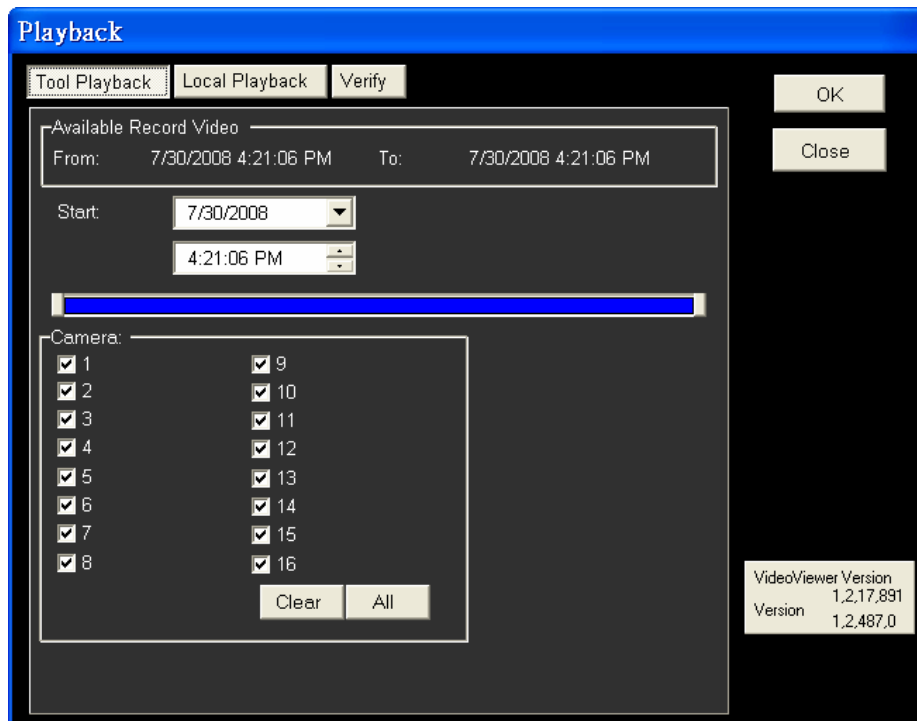 Playback
Tool Playback Local Playback Verify
OK
Close
Available Record Video
From: 7/30/2008 4:21:06 PM To: 7/30/2008 4:21:06 PM
Start: 7/30/2008
4:21:06 PM
Camera:
1 9
2 10
3 11
4 12
5 13
6 14
7 15
8 16
Clear All
VideoViewer Version
1,2,17,891
Version
1,2,487,0